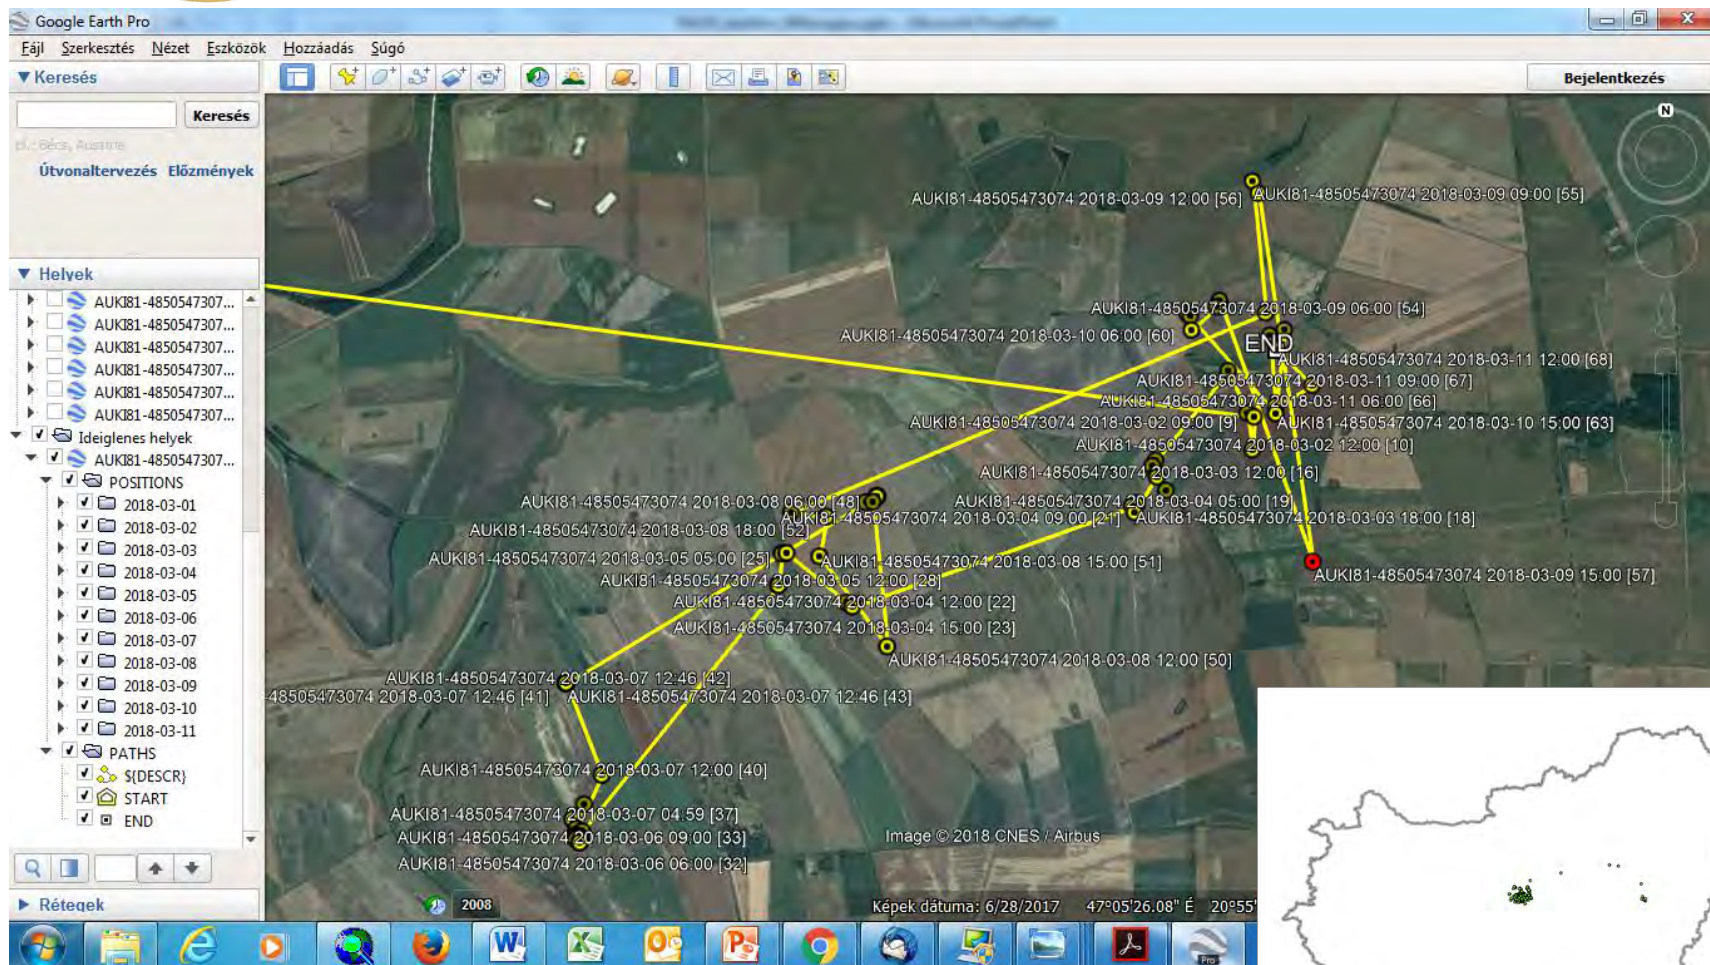 Google Earth Pro
Fájl Szerkesztés Nézet Eszközök Hozzáadás Súgó
Keresés
Bejelentkezés
Keresés
pl.: Bécs, Ausztria
Útvonaltervezés Előzmények
Helyek
AUKI81-4850547307...
AUKI81-4850547307...
AUKI81-4850547307...
AUKI81-4850547307...
AUKI81-4850547307...
AUKI81-4850547307...
Ideiglenes helyek
AUKI81-4850547307...
POSITIONS
2018-03-01
2018-03-02
2018-03-03
2018-03-04
2018-03-05
2018-03-06
2018-03-07
2018-03-08
2018-03-09
2018-03-10
2018-03-11
PATHS
${DESCR}
START
END
Rétegek
N
AUKI81-48505473074 2018-03-09 12:00 [56]
AUKI81-48505473074 2018-03-09 09:00 [55]
AUKI81-48505473074 2018-03-09 06:00 [54]
AUKI81-48505473074 2018-03-10 06:00 [60]
END
AUKI81-48505473074 2018-03-11 12:00 [68]
AUKI81-48505473074 2018-03-11 09:00 [67]
AUKI81-48505473074 2018-03-11 06:00 [66]
AUKI81-48505473074 2018-03-02 09:00 [9]
AUKI81-48505473074 2018-03-10 15:00 [63]
AUKI81-48505473074 2018-03-02 12:00 [10]
AUKI81-48505473074 2018-03-03 12:00 [16]
AUKI81-48505473074 2018-03-08 06:00 [48]
AUKI81-48505473074 2018-03-04 05:00 [19]
AUKI81-48505473074 2018-03-04 09:00 [21]
AUKI81-48505473074 2018-03-03 18:00 [18]
AUKI81-48505473074 2018-03-08 18:00 [52]
AUKI81-48505473074 2018-03-05 05:00 [25]
AUKI81-48505473074 2018-03-08 15:00 [51]
AUKI81-48505473074 2018-03-09 15:00 [57]
AUKI81-48505473074 2018-03-05 12:00 [28]
AUKI81-48505473074 2018-03-04 12:00 [22]
AUKI81-48505473074 2018-03-04 15:00 [23]
AUKI81-48505473074 2018-03-08 12:00 [50]
AUKI81-48505473074 2018-03-07 12:46 [42]
-48505473074 2018-03-07 12:46 [41]
AUKI81-48505473074 2018-03-07 12:46 [43]
AUKI81-48505473074 2018-03-07 12:00 [40]
AUKI81-48505473074 2018-03-07 04:59 [37]
AUKI81-48505473074 2018-03-06 09:00 [33]
AUKI81-48505473074 2018-03-06 06:00 [32]
Image © 2018 CNES / Airbus
2008
Képek dátuma: 6/28/2017 47°05'26.08" É 20°55'
Pro